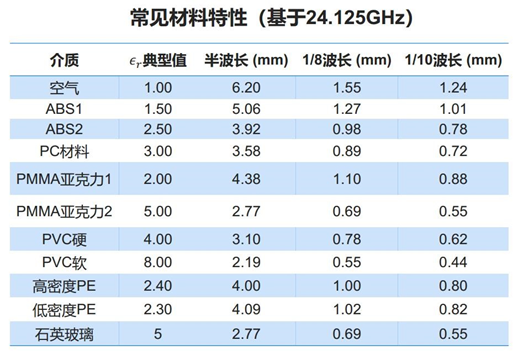 常见材料特性（基于24.125GHz）
介质 εr典型值 半波长 (mm) 1/8波长 (mm) 1/10波长 (mm)
空气 1.00 6.20 1.55 1.24
ABS1 1.50 5.06 1.27 1.01
ABS2 2.50 3.92 0.98 0.78
PC材料 3.00 3.58 0.89 0.72
PMMA亚克力1 2.00 4.38 1.10 0.88
PMMA亚克力2 5.00 2.77 0.69 0.55
PVC硬 4.00 3.10 0.78 0.62
PVC软 8.00 2.19 0.55 0.44
高密度PE 2.40 4.00 1.00 0.80
低密度PE 2.30 4.09 1.02 0.82
石英玻璃 5 2.77 0.69 0.55